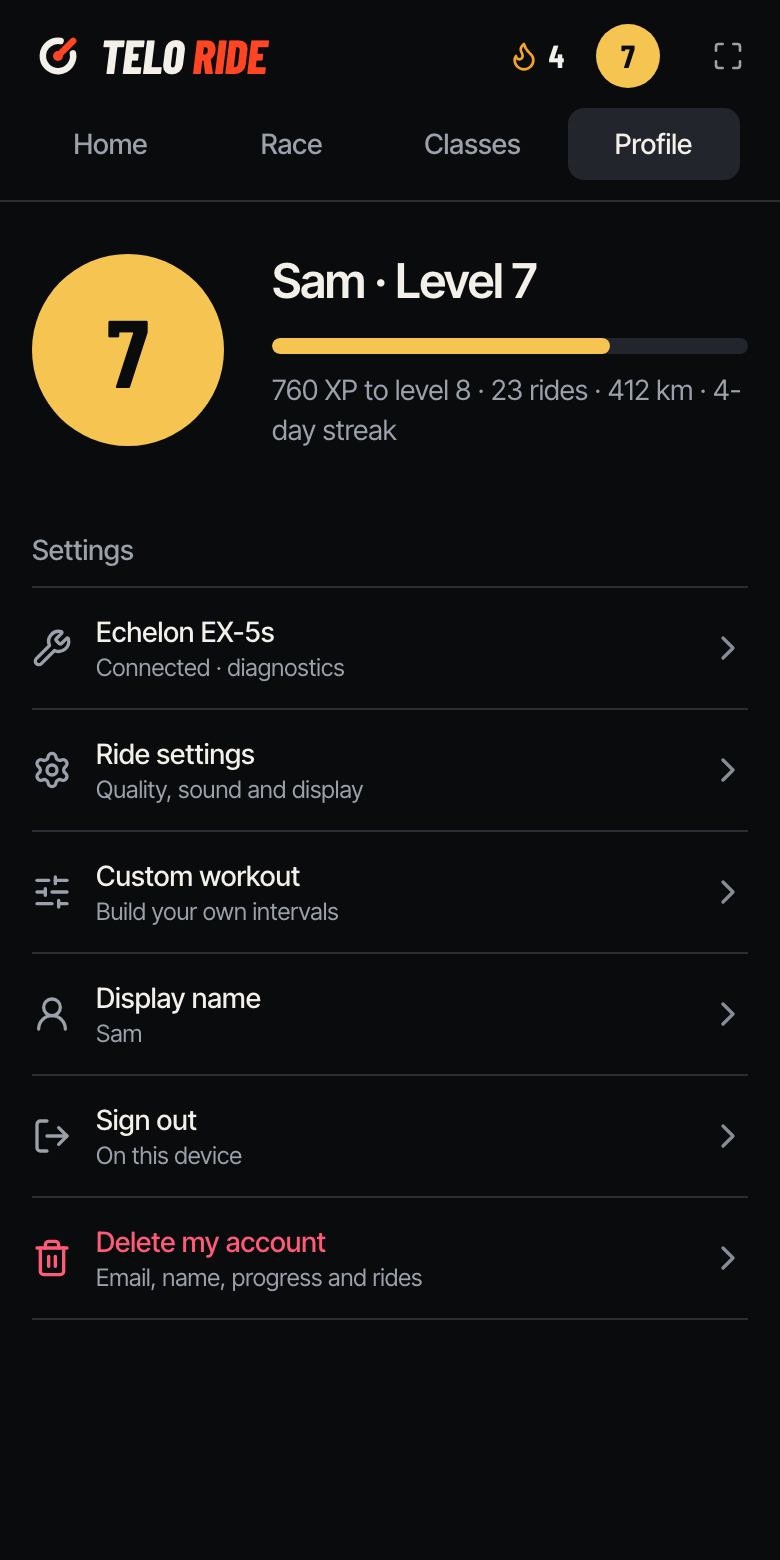 TELO RIDE
4
7
Home
Race
Classes
Profile
7
Sam · Level 7
760 XP to level 8 · 23 rides · 412 km · 4-
day streak
Settings
Echelon EX-5s
Connected · diagnostics
Ride settings
Quality, sound and display
Custom workout
Build your own intervals
Display name
Sam
Sign out
On this device
Delete my account
Email, name, progress and rides